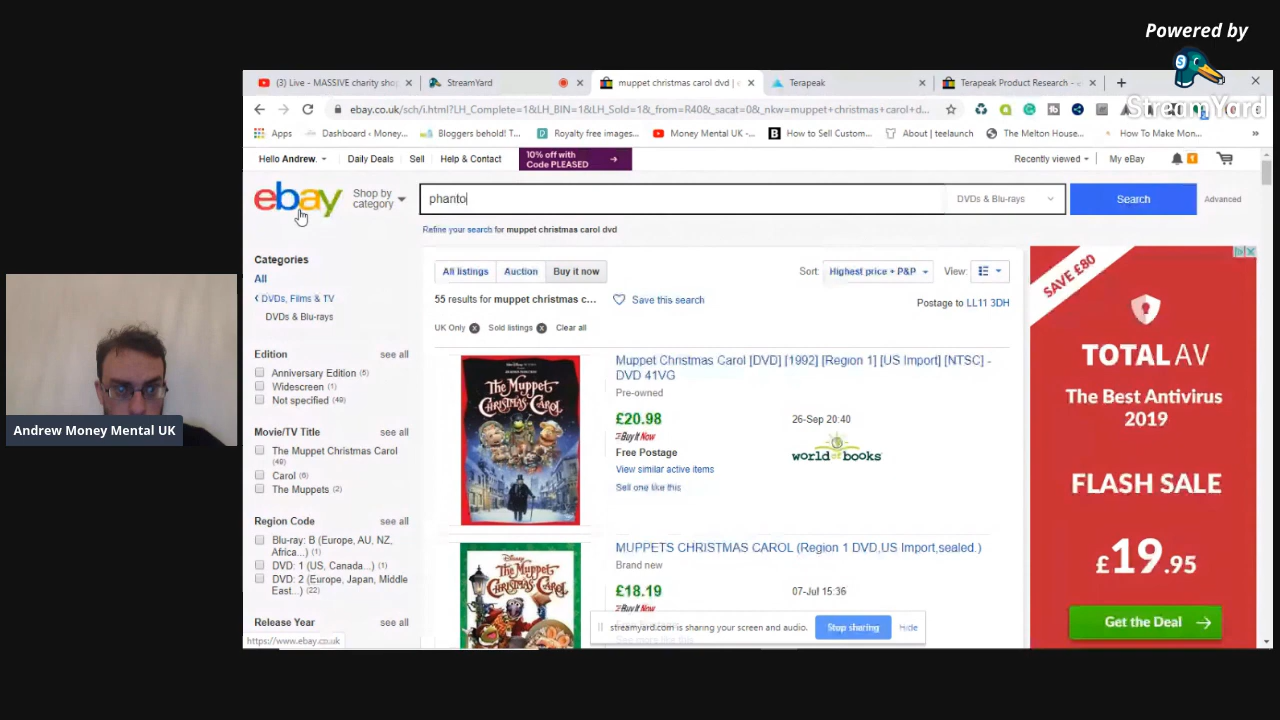 Powered by
StreamYard
(3) Live - MASSIVE charity sho
StreamYard
muppet christmas carol dvd | e
Terapeak
Terapeak Product Research - e
ebay.co.uk/sch/i.html?LH_Complete=1&LH_BIN=1&LH_Sold=1&_from=R40&_sacat=0&_nkw=muppet+christmas+carol+d...
Apps
Dashboard ‹ Money...
Bloggers behold! T...
Royalty free images...
Money Mental UK -...
How to Sell Custom...
About | teelaunch
The Melton House...
How To Make Mon...
Hello Andrew.
Daily Deals
Sell
Help & Contact
10% off with
Code PLEASED
Recently viewed
My eBay
1
ebay
Shop by
category
phanto
DVDs & Blu-rays
Search
Advanced
Refine your search for muppet christmas carol dvd
Categories
All
DVDs, Films & TV
DVDs & Blu-rays
Edition
see all
Anniversary Edition (6)
Widescreen (1)
Not specified (49)
Movie/TV Title
see all
The Muppet Christmas Carol
(49)
Carol (6)
The Muppets (2)
Region Code
see all
Blu-ray: B (Europe, AU, NZ,
Africa...) (1)
DVD: 1 (US, Canada...) (1)
DVD: 2 (Europe, Japan, Middle
East...) (22)
Release Year
see all
https://www.ebay.co.uk
All listings
Auction
Buy it now
Sort:
Highest price + P&P
View:
55 results for muppet christmas c...
Save this search
Postage to LL11 3DH
UK Only
Sold listings
Clear all
The Muppet
Christmas Carol
Muppet Christmas Carol [DVD] [1992] [Region 1] [US Import] [NTSC] -
DVD 41VG
Pre-owned
£20.98
26-Sep 20:40
Buy It Now
Free Postage
world of books
View similar active items
Sell one like this
Disney
The Muppet
Christmas Carol
MUPPETS CHRISTMAS CAROL (Region 1 DVD,US Import,sealed.)
Brand new
£18.19
07-Jul 15:36
Buy It Now
streamyard.com is sharing your screen and audio.
Stop sharing
Hide
SAVE £80
TOTAL AV
The Best Antivirus
2019
FLASH SALE
£19.95
Get the Deal
Andrew Money Mental UK